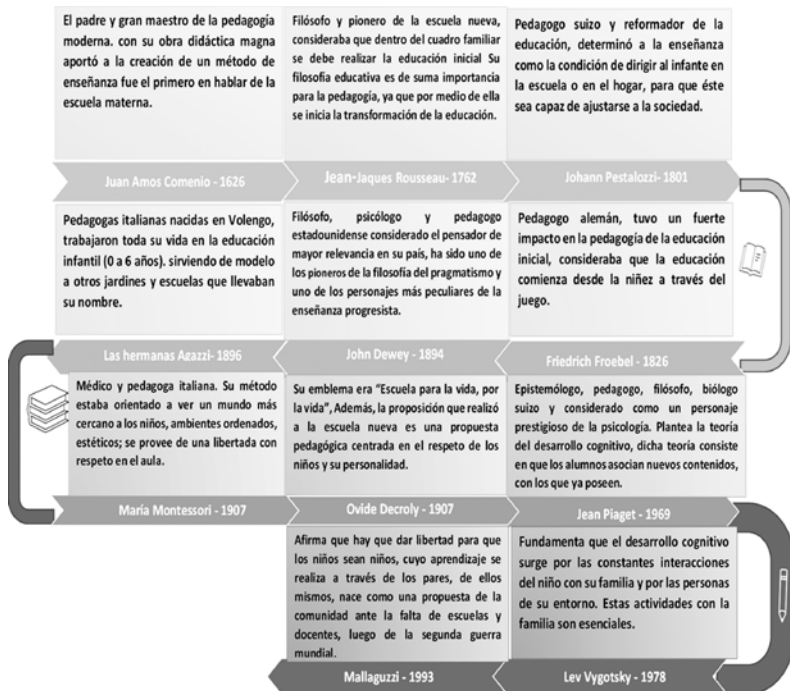 El padre y gran maestro de la pedagogía
moderna. con su obra didáctica magna
aportó a la creación de un método de
enseñanza fue el primero en hablar de la
escuela materna.
Juan Amos Comenio - 1626
Filósofo y pionero de la escuela nueva,
consideraba que dentro del cuadro familiar
se debe realizar la educación inicial Su
filosofía educativa es de suma importancia
para la pedagogía, ya que por medio de ella
se inicia la transformación de la educación.
Jean-Jaques Rousseau- 1762
Pedagogo suizo y reformador de la
educación, determinó a la enseñanza
como la condición de dirigir al infante en
la escuela o en el hogar, para que éste
sea capaz de ajustarse a la sociedad.
Johann Pestalozzi- 1801
Pedagogo alemán, tuvo un fuerte
impacto en la pedagogía de la educación
inicial, consideraba que la educación
comienza desde la niñez a través del
juego.
Friedrich Froebel - 1826
Filósofo, psicólogo y pedagogo
estadounidense considerado el pensador de
mayor relevancia en su país, ha sido uno de
los pioneros de la filosofía del pragmatismo y
uno de los personajes más peculiares de la
enseñanza progresista.
John Dewey - 1894
Pedagogas italianas nacidas en Volengo,
trabajaron toda su vida en la educación
infantil (0 a 6 años). sirviendo de modelo
a otros jardines y escuelas que llevaban
su nombre.
Las hermanas Agazzi - 1896
Médico y pedagoga italiana. Su método
estaba orientado a ver un mundo más
cercano a los niños, ambientes ordenados,
estéticos; se provee de una libertada con
respeto en el aula.
María Montessori - 1907
Su emblema era "Escuela para la vida, por
la vida", Además, la proposición que realizó
a la escuela nueva es una propuesta
pedagógica centrada en el respeto de los
niños y su personalidad.
Ovide Decroly - 1907
Epistemólogo, pedagogo, filósofo, biólogo
suizo y considerado como un personaje
prestigioso de la psicología. Plantea la teoría
del desarrollo cognitivo, dicha teoría consiste
en que los alumnos asocian nuevos contenidos,
con los que ya poseen.
Jean Piaget - 1969
Fundamenta que el desarrollo cognitivo
surge por las constantes interacciones
del niño con su familia y por las personas
de su entorno. Estas actividades con la
familia son esenciales.
Lev Vygotsky - 1978
Afirma que hay que dar libertad para que
los niños sean niños, cuyo aprendizaje se
realiza a través de los pares, de ellos
mismos, nace como una propuesta de la
comunidad ante la falta de escuelas y
docentes, luego de la segunda guerra
mundial.
Mallaguzzi - 1993